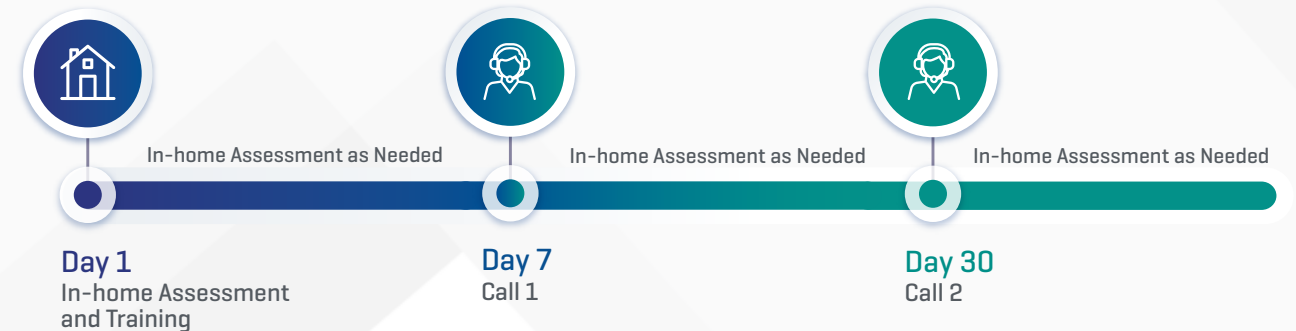 In-home Assessment as Needed
In-home Assessment as Needed
In-home Assessment as Needed
Day 1
In-home Assessment
and Training
Day 7
Call 1
Day 30
Call 2